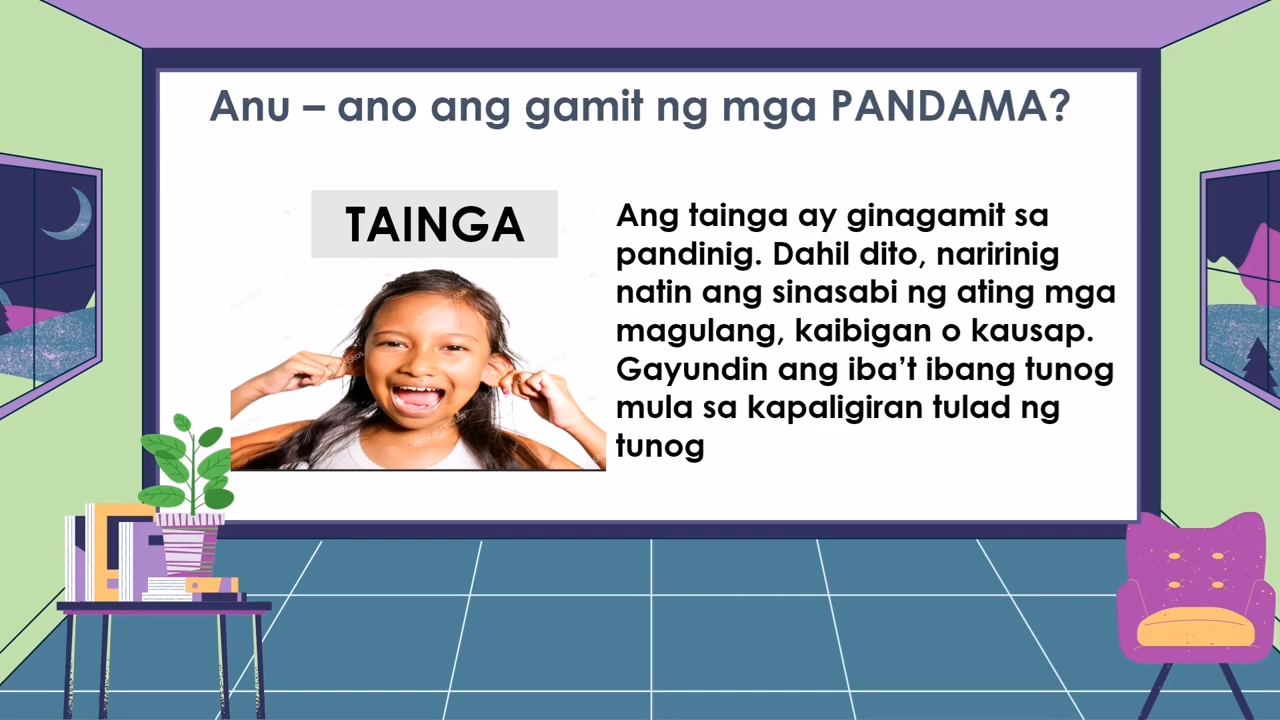 Anu – ano ang gamit ng mga PANDAMA?
TAINGA
Ang tainga ay ginagamit sa
pandinig. Dahil dito, naririnig
natin ang sinasabi ng ating mga
magulang, kaibigan o kausap.
Gayundin ang iba’t ibang tunog
mula sa kapaligiran tulad ng
tunog